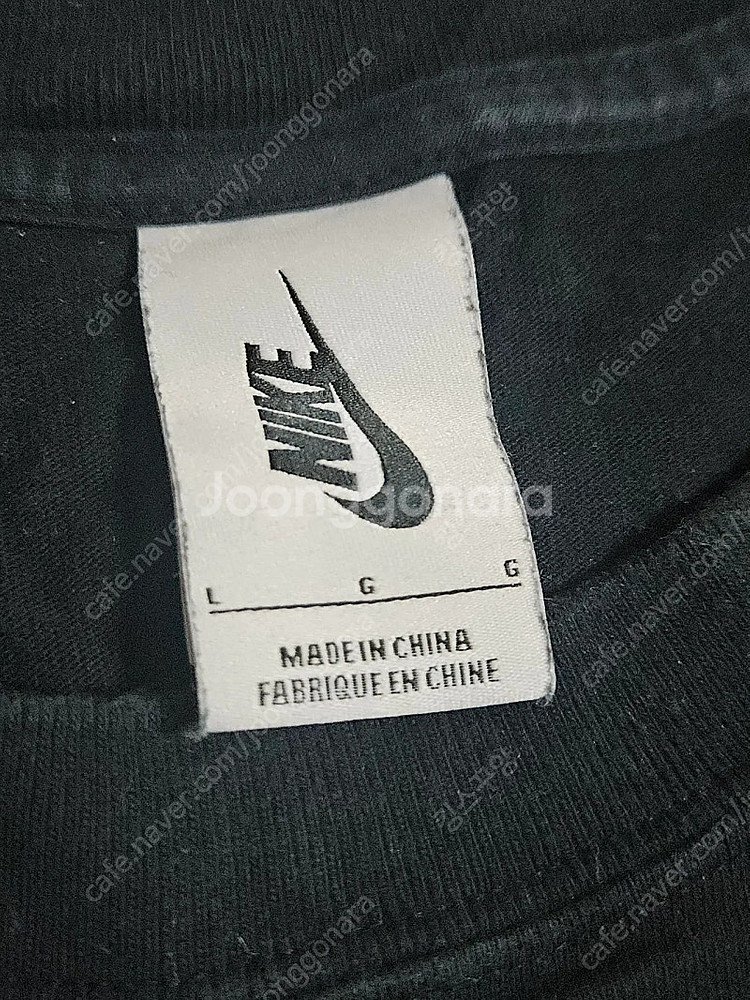 NIKE
L G G
MADE IN CHINA
FABRIQUE EN CHINE
Joonggonara
cafe.naver.com/joonggonara